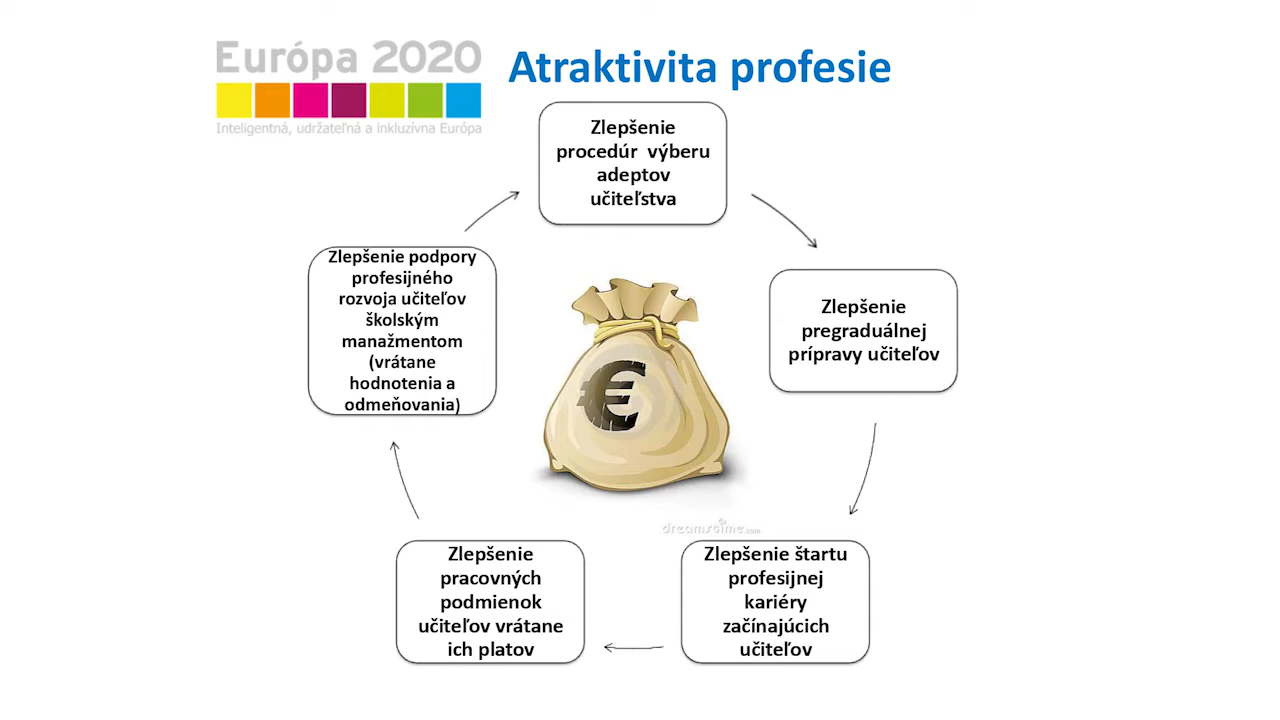 Európa 2020
Inteligentná, udržateľná a inkluzívna Európa
Atraktivita profesie
Zlepšenie
procedúr výberu
adeptov
učiteľstva
Zlepšenie
pregraduálnej
prípravy učiteľov
Zlepšenie štartu
profesijnej
kariéry
začínajúcich
učiteľov
Zlepšenie
pracovných
podmienok
učiteľov vrátane
ich platov
Zlepšenie podpory
profesijného
rozvoja učiteľov
školským
manažmentom
(vrátane
hodnotenia a
odmeňovania)
€
dreamstime.com